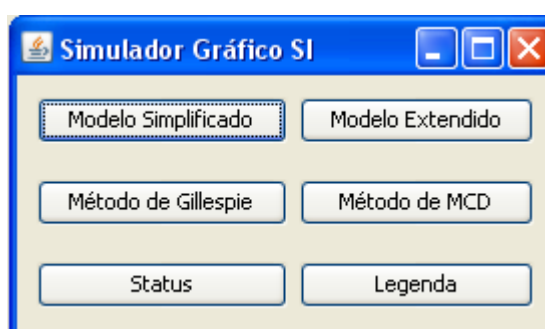 Simulador Gráfico SI
Modelo Simplificado Modelo Extendido
Método de Gillespie Método de MCD
Status Legenda